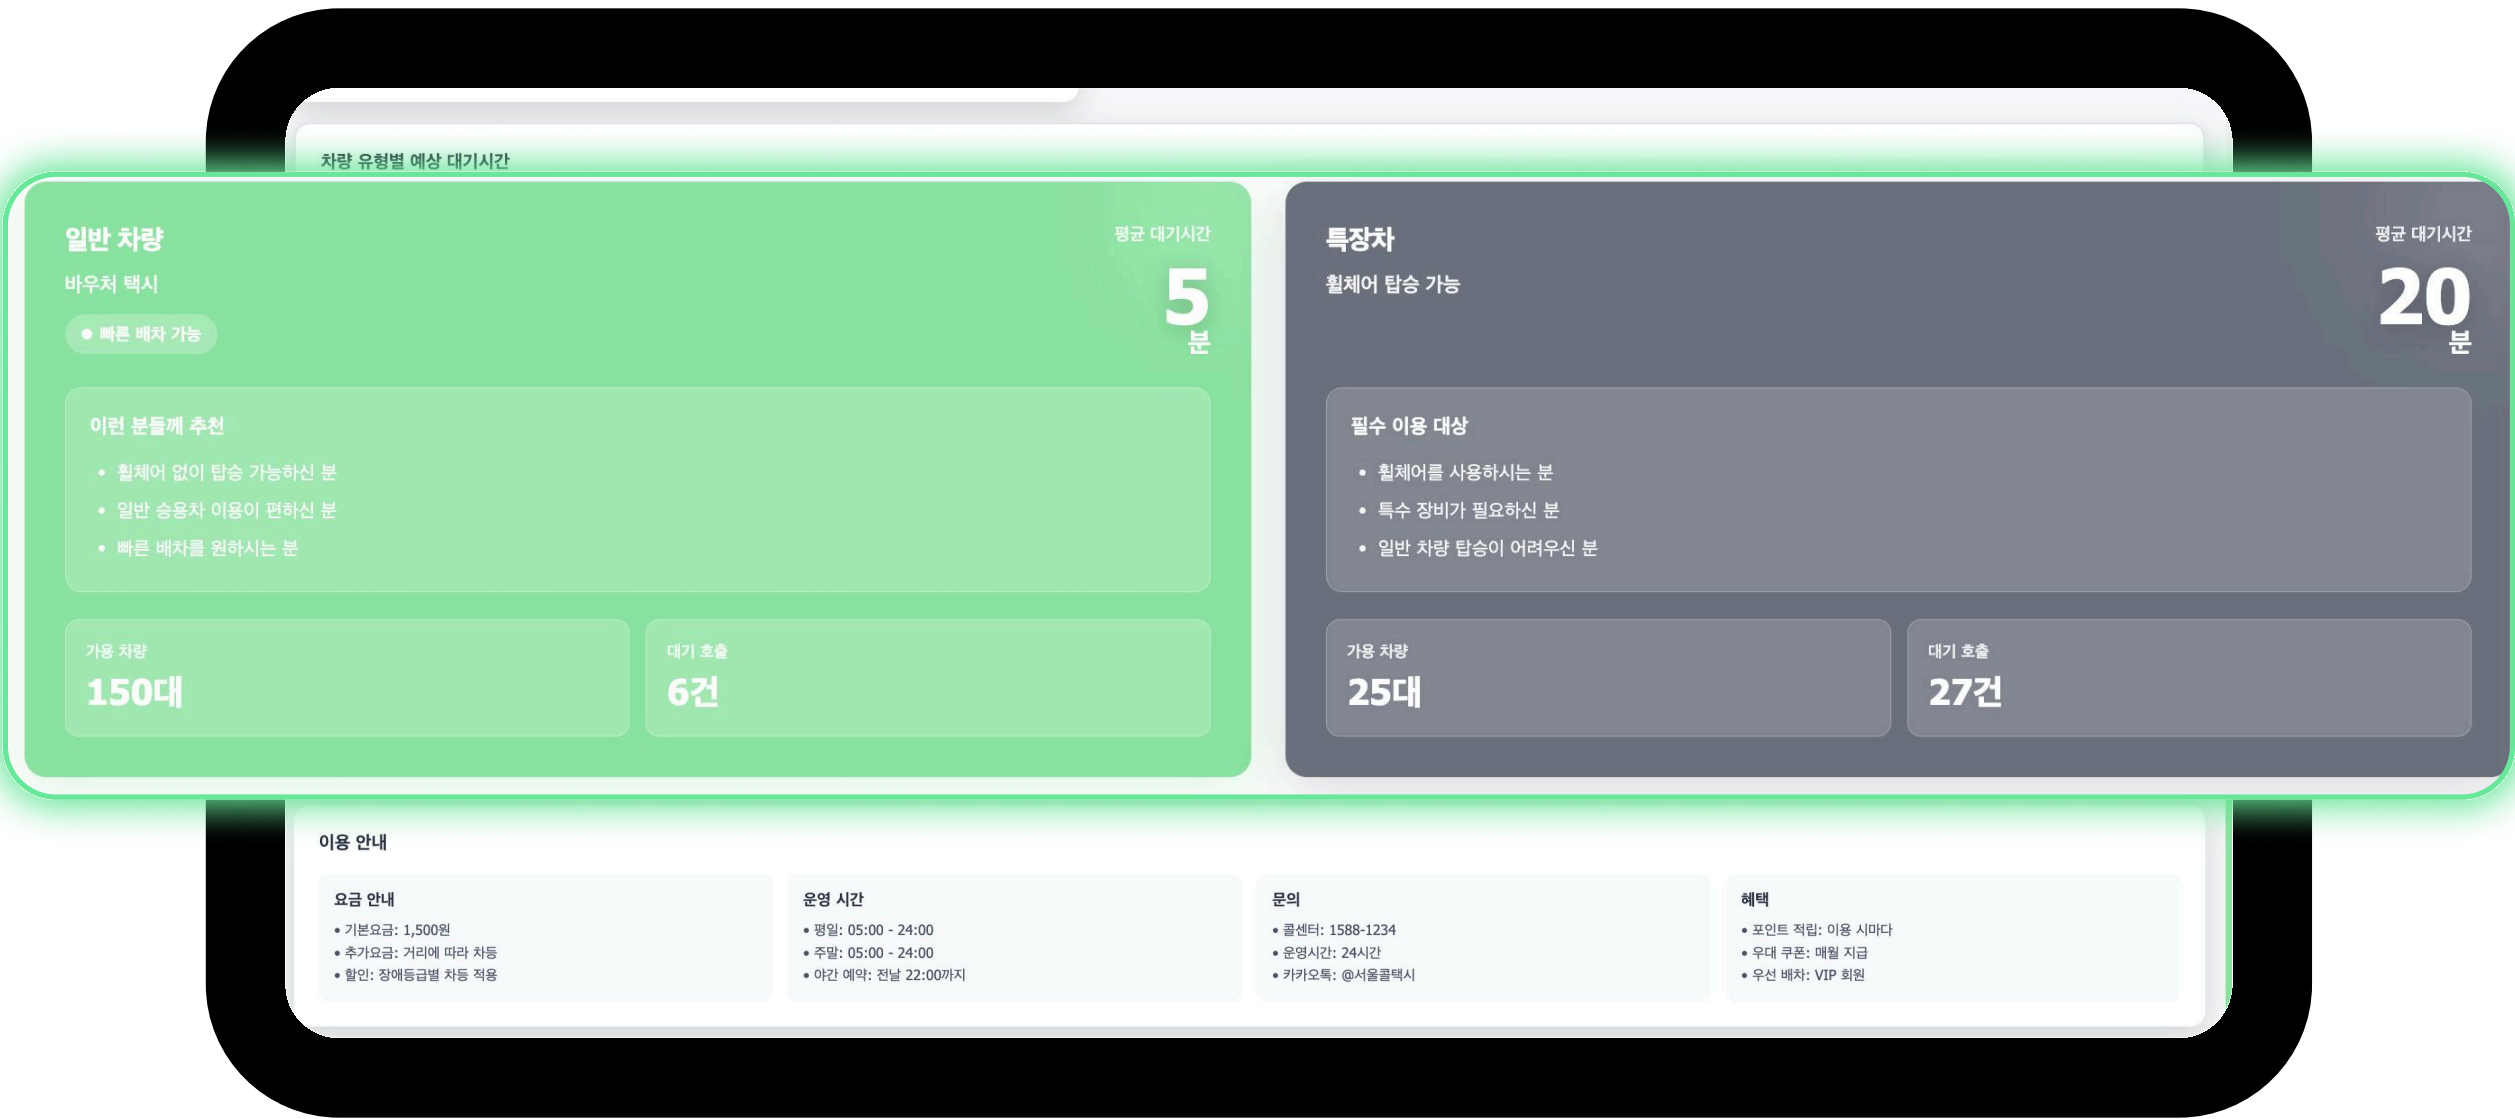 차량 유형별 예상 대기시간
일반 차량
바우처 택시
● 빠른 배차 가능
평균 대기시간
5
분
이런 분들께 추천
• 휠체어 없이 탑승 가능하신 분
• 일반 승용차 이용이 편하신 분
• 빠른 배차를 원하시는 분
가용 차량
150대
대기 호출
6건
특장차
휠체어 탑승 가능
평균 대기시간
20
분
필수 이용 대상
• 휠체어를 사용하시는 분
• 특수 장비가 필요하신 분
• 일반 차량 탑승이 어려우신 분
가용 차량
25대
대기 호출
27건
이용 안내
요금 안내
• 기본요금: 1,500원
• 추가요금: 거리에 따라 차등
• 할인: 장애등급별 차등 적용
운영 시간
• 평일: 05:00 - 24:00
• 주말: 05:00 - 24:00
• 야간 예약: 전날 22:00까지
문의
• 콜센터: 1588-1234
• 운영시간: 24시간
• 카카오톡: @서울콜택시
혜택
• 포인트 적립: 이용 시마다
• 우대 쿠폰: 매월 지급
• 우선 배차: VIP 회원